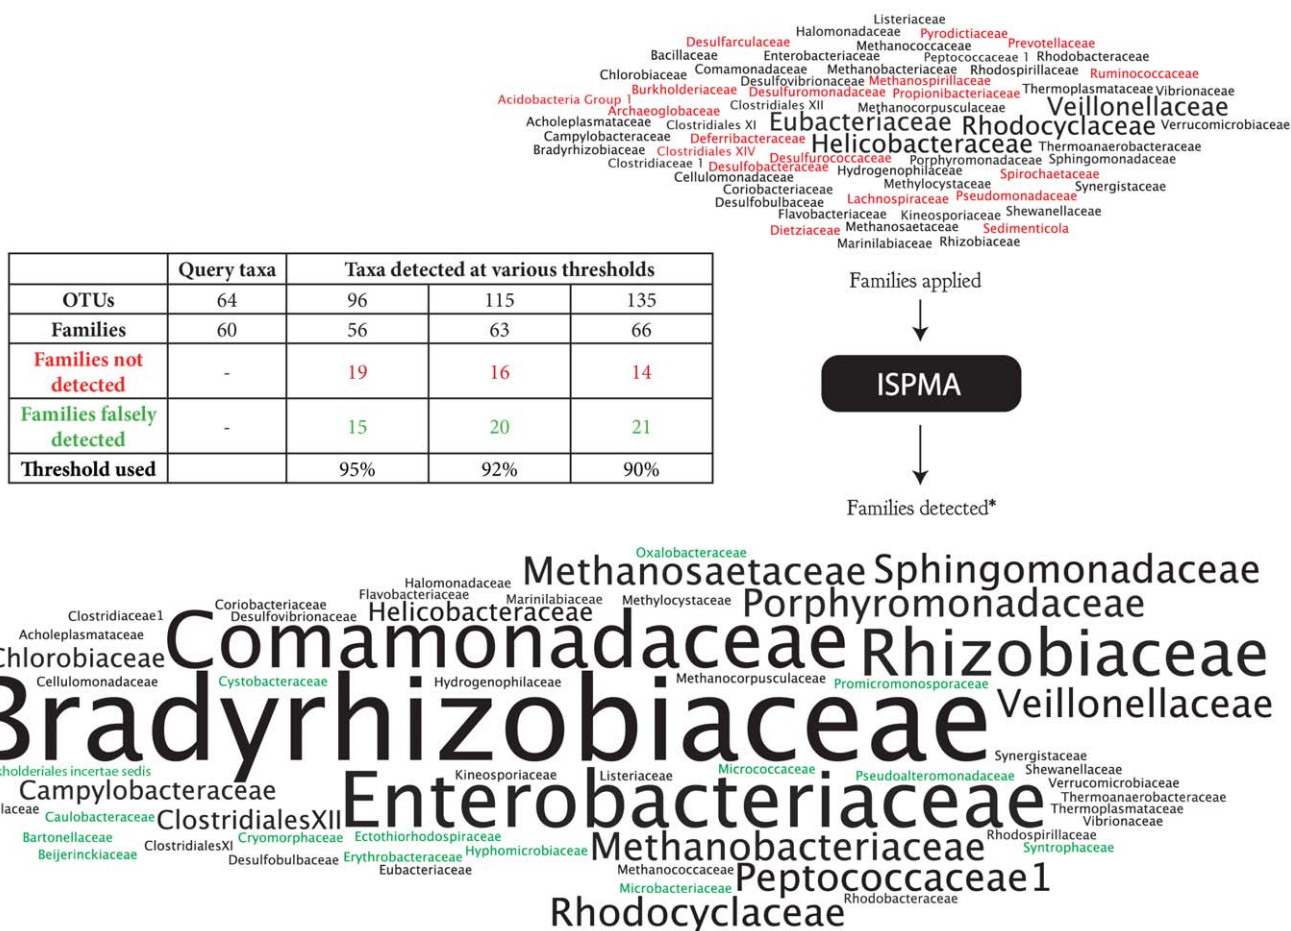 Listeriaceae
Halomonadaceae Pyrodictiaceae
Desulfarculaceae Methanococcaceae Prevotellaceae
Bacillaceae Enterobacteriaceae Peptococcaceae 1 Rhodobacteraceae
Chlorobiaceae Comamonadaceae Methanobacteriaceae Rhodospirillaceae Ruminococcaceae
Desulfovibrionaceae Methanospirillaceae
Burkholderiaceae Desulfuromonadaceae Propionibacteriaceae Thermoplasmataceae Vibrionaceae
Acidobacteria Group 1 Archaeoglobaceae Clostridiales XII Methanocorpusculaceae Veillonellaceae
Acholeplasmataceae Clostridiales XI Eubacteriaceae Rhodocyclaceae Verrucomicrobiaceae
Campylobacteraceae Deferribacteraceae Helicobacteraceae Thermoanaerobacteraceae
Bradyrhizobiaceae Clostridiales XIV Desulfurococcaceae Porphyromonadaceae Sphingomonadaceae
Clostridiaceae 1 Desulfobacteraceae Hydrogenophilaceae Spirochaetaceae
Cellulomonadaceae Methylocystaceae Synergistaceae
Coriobacteriaceae
Desulfobulbaceae Lachnospiraceae Pseudomonadaceae
Flavobacteriaceae Kineosporiaceae Shewanellaceae
Dietziaceae Methanosaetaceae Sedimenticola
Marinilabiaceae Rhizobiaceae
Query taxa Taxa detected at various thresholds
OTUs 64 96 115 135
Families 60 56 63 66
Families not
detected - 19 16 14
Families falsely
detected - 15 20 21
Threshold used 95% 92% 90%
Families applied
ISPMA
Families detected*
Oxalobacteraceae
Methanosaetaceae Sphingomonadaceae
Halomonadaceae
Flavobacteriaceae Marinilabiaceae Methylocystaceae Porphyromonadaceae
Coriobacteriaceae Helicobacteraceae
Clostridiaceae1 Desulfovibrionaceae
Acholeplasmataceae Comamonadaceae Rhizobiaceae
Chlorobiaceae
Cellulomonadaceae Cystobacteraceae Hydrogenophilaceae Methanocorpusculaceae Promicromonosporaceae
Bradyrhizobiaceae Veillonellaceae
Synergistaceae
kholderiales incertae sedis Kineosporiaceae Listeriaceae Micrococcaceae Pseudoalteromonadaceae Shewanellaceae
Campylobacteraceae Enterobacteriaceae Verrucomicrobiaceae
Thermoanaerobacteraceae
laceae Caulobacteraceae ClostridialesXII Thermoplasmataceae
Vibrionaceae
Bartonellaceae Cryomorphaceae Ectothiorhodospiraceae Rhodospirillaceae
Beijerinckiaceae ClostridialesXI Hyphomicrobiaceae Methanobacteriaceae Syntrophaceae
Desulfobulbaceae Erythrobacteraceae
Eubacteriaceae Methanococcaceae
Microbacteriaceae Peptococcaceae1
Rhodobacteraceae
Rhodocyclaceae